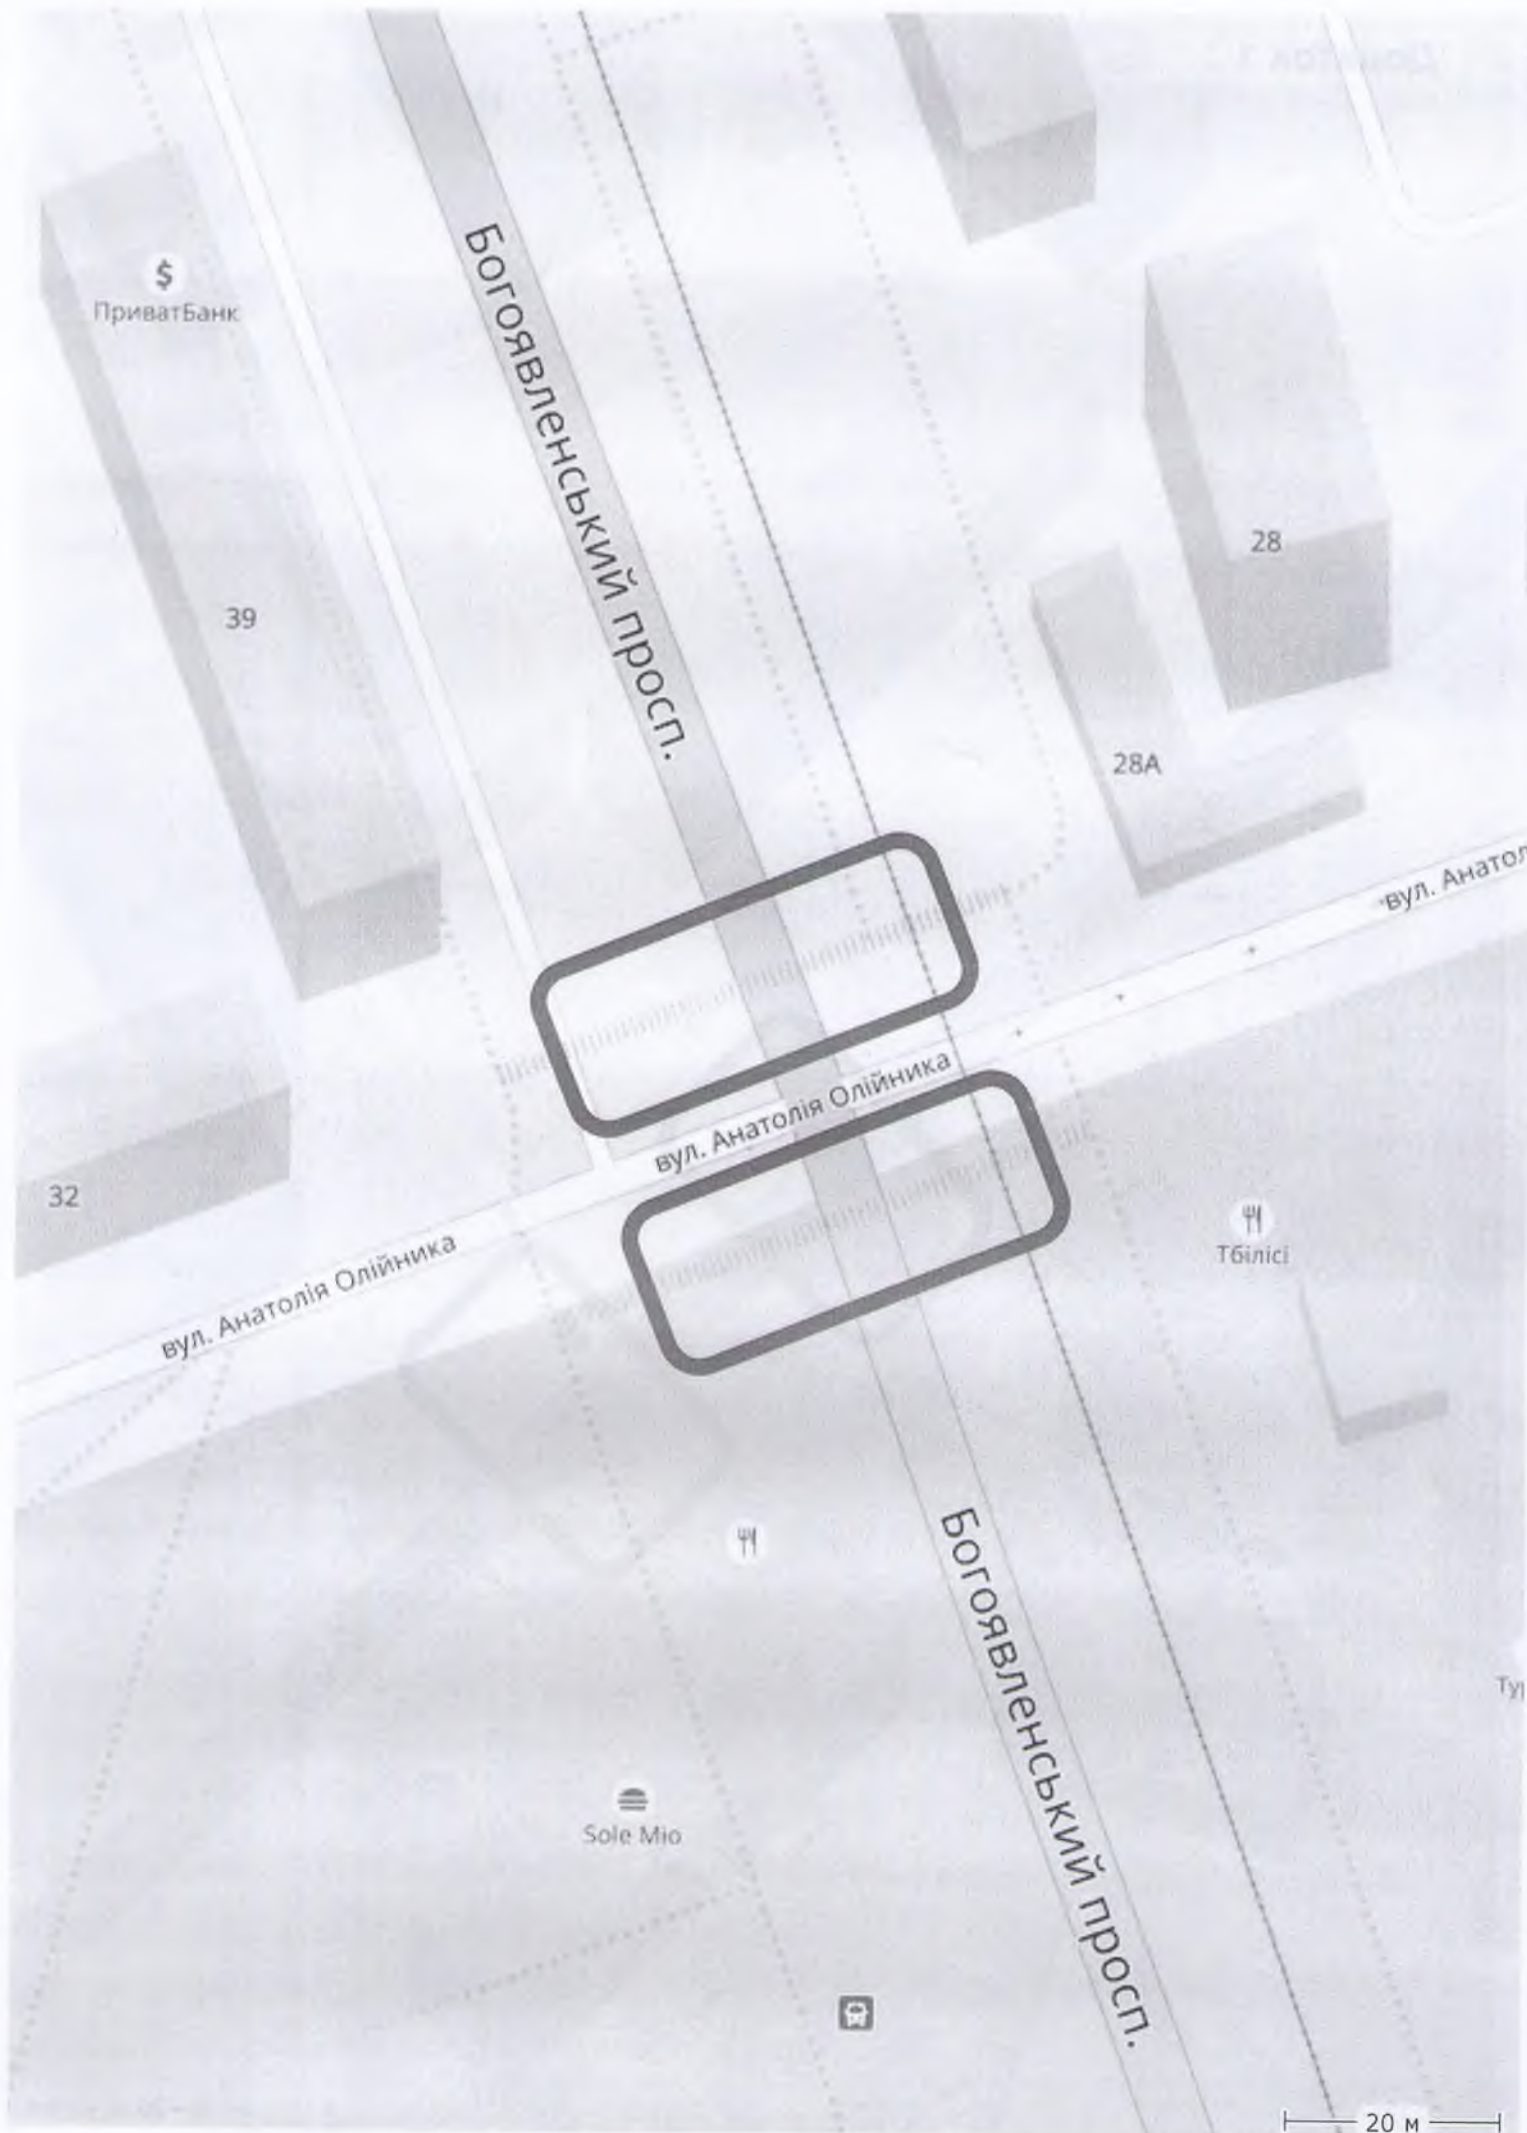 Богоявленський просп.
ПриватБанк
28
39
28А
вул. Анатол
вул. Анатолія Олійника
32
Тбілісі
вул. Анатолія Олійника
Богоявленський просп.
Sole Mio
20 м